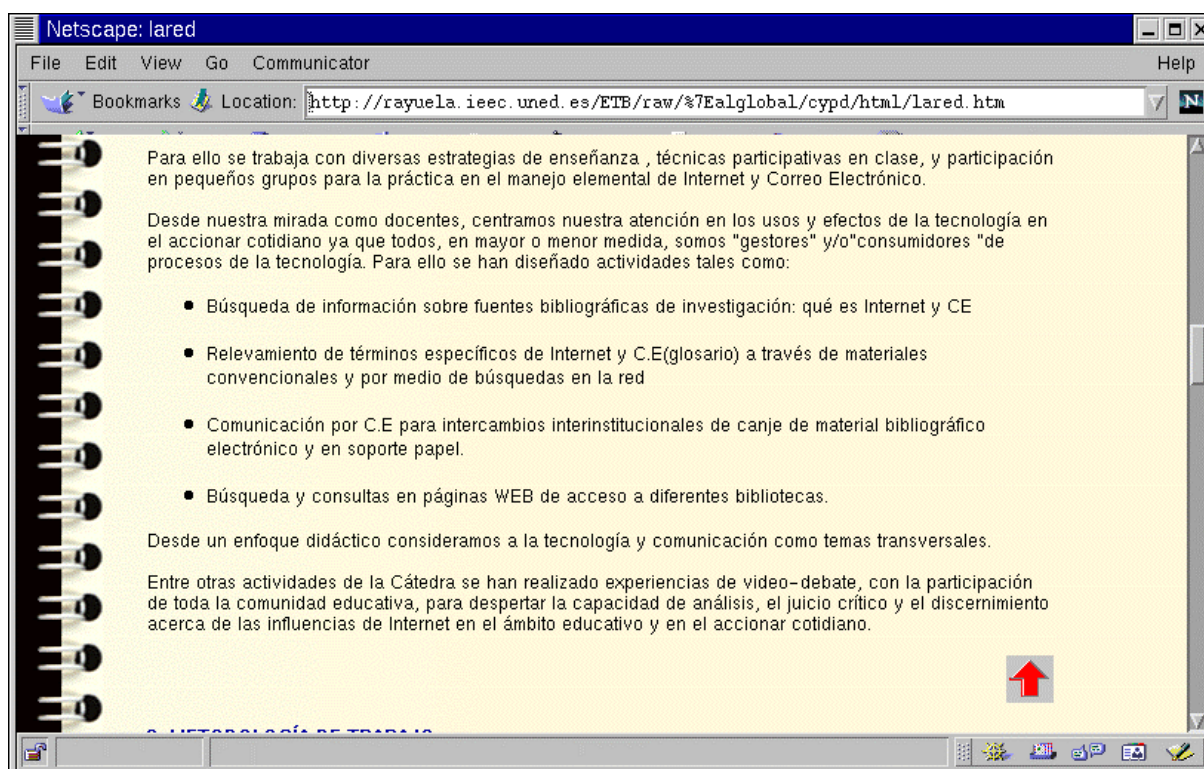 Netscape: lared
File Edit View Go Communicator Help
Bookmarks Location: http://rayuela.ieec.uned.es/ETB/raw/%7Ealglobal/cypd/html/lared.htm
N
Para ello se trabaja con diversas estrategias de enseñanza , técnicas participativas en clase, y participación
en pequeños grupos para la práctica en el manejo elemental de Internet y Correo Electrónico.
Desde nuestra mirada como docentes, centramos nuestra atención en los usos y efectos de la tecnología en
el accionar cotidiano ya que todos, en mayor o menor medida, somos "gestores" y/o"consumidores "de
procesos de la tecnología. Para ello se han diseñado actividades tales como:
Búsqueda de información sobre fuentes bibliográficas de investigación: qué es Internet y CE
Relevamiento de términos específicos de Internet y C.E(glosario) a través de materiales
convencionales y por medio de búsquedas en la red
Comunicación por C.E para intercambios interinstitucionales de canje de material bibliográfico
electrónico y en soporte papel.
Búsqueda y consultas en páginas WEB de acceso a diferentes bibliotecas.
Desde un enfoque didáctico consideramos a la tecnología y comunicación como temas transversales.
Entre otras actividades de la Cátedra se han realizado experiencias de video-debate, con la participación
de toda la comunidad educativa, para despertar la capacidad de análisis, el juicio crítico y el discernimiento
acerca de las influencias de Internet en el ámbito educativo y en el accionar cotidiano.
METODOLOGÍA DE TRABAJO